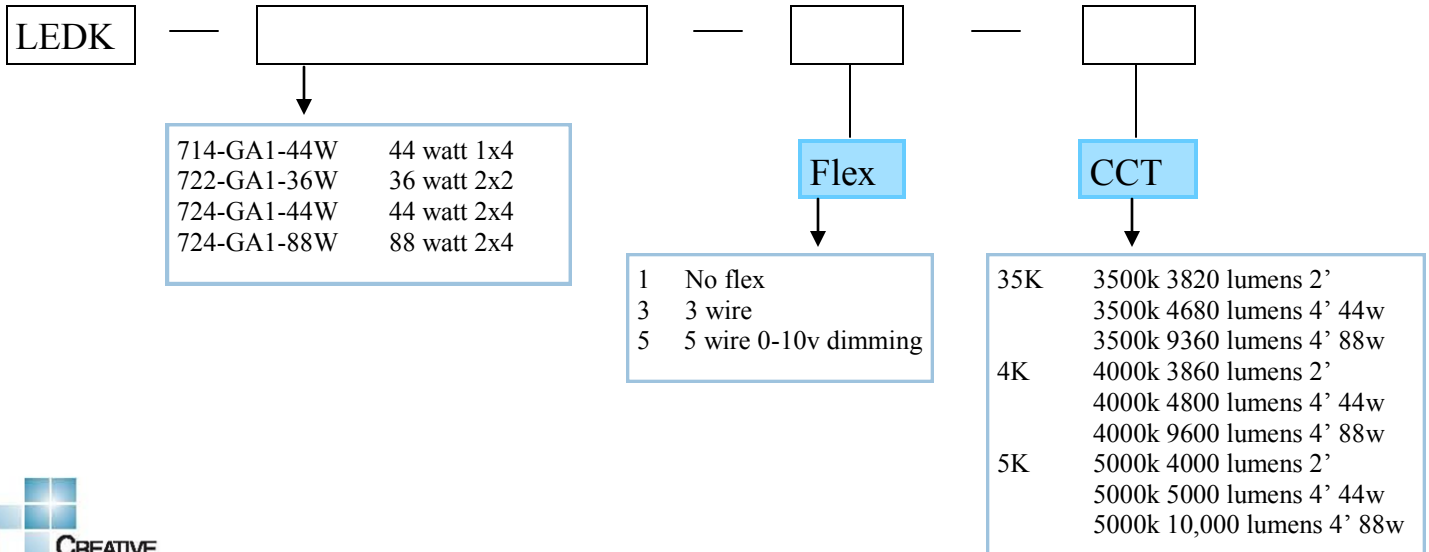 LEDK
714-GA1-44W 44 watt 1x4
722-GA1-36W 36 watt 2x2
724-GA1-44W 44 watt 2x4
724-GA1-88W 88 watt 2x4
Flex
1 No flex
3 3 wire
5 5 wire 0-10v dimming
CCT
35K 3500k 3820 lumens 2’
3500k 4680 lumens 4’ 44w
3500k 9360 lumens 4’ 88w
4K 4000k 3860 lumens 2’
4000k 4800 lumens 4’ 44w
4000k 9600 lumens 4’ 88w
5K 5000k 4000 lumens 2’
5000k 5000 lumens 4’ 44w
5000k 10,000 lumens 4’ 88w
CREATIVE